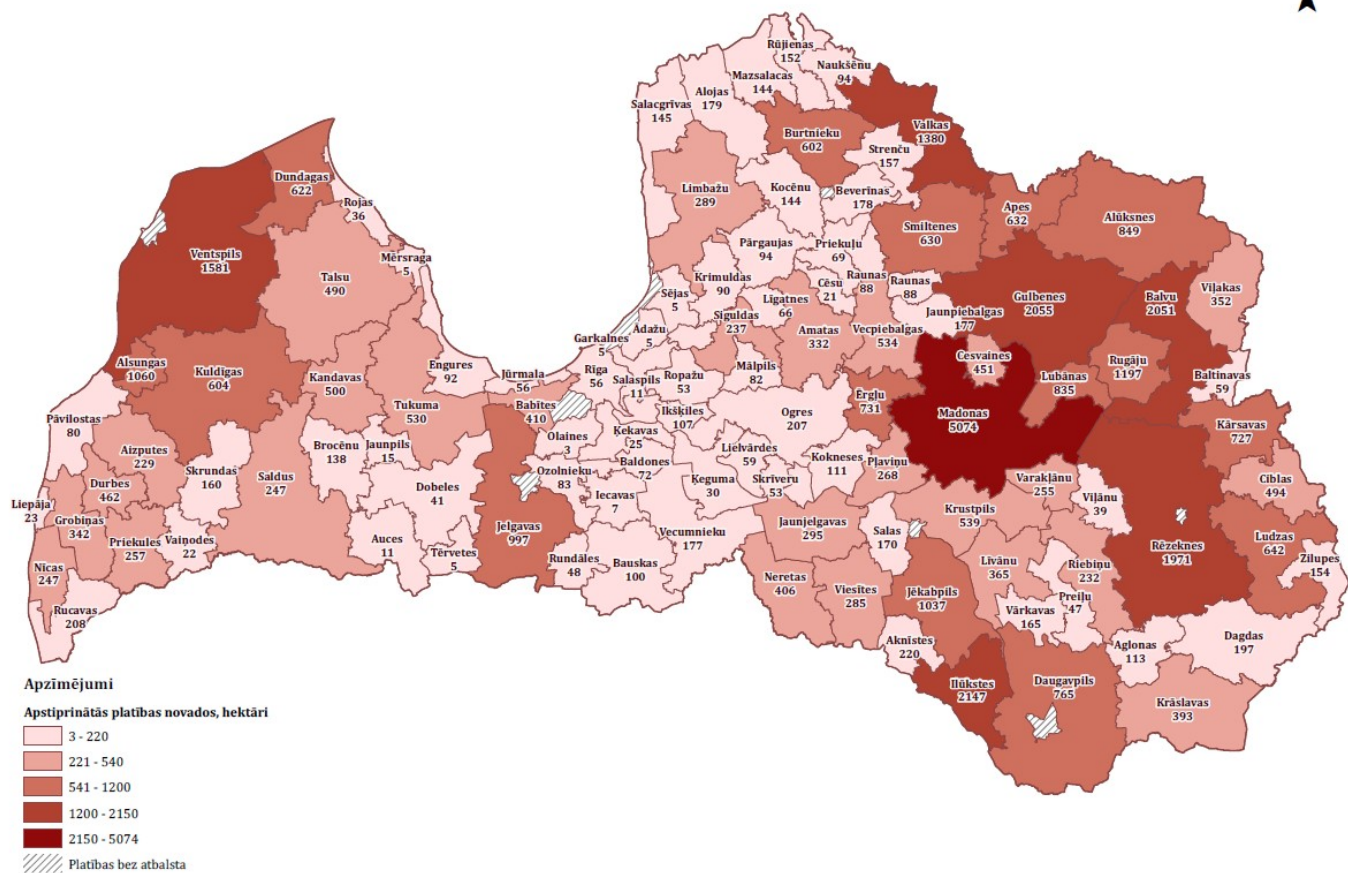 Rūjienas
152
Naukšēnu
94
Mazsalacas
144
Alojas
179
Salacgrīvas
145
Valkas
1380
Burtnieku
602
Strenču
157
Dundagas
622
Limbažu
289
Kocēnu
144
Beverīnas
178
Rojas
36
Apes
632
Alūksnes
849
Smiltenes
630
Pārgaujas
94
Priekuļu
69
Ventspils
1581
Mērsraga
5
Talsu
490
Krimuldas
90
Raunas
88
Raunas
88
Cēsu
21
Sējas
5
Līgatnes
66
Gulbenes
2055
Balvu
2051
Viļakas
352
Siguldas
237
Jaunpiebalgas
177
Ādažu
5
Amatas
332
Vecpiebalgas
534
Garkalnes
5
Cesvaines
451
Rugāju
1197
Alsungas
1060
Kuldīgas
604
Kandavas
500
Engures
92
Jūrmala
56
Rīga
56
Salaspils
11
Ropažu
53
Mālpils
82
Lubānas
835
Baltinavas
59
Ērgļu
731
Tukuma
530
Babītes
410
Ikšķiles
107
Ogres
207
Madonas
5074
Pāvilostas
80
Kārsavas
727
Olaines
3
Ķekavas
25
Aizputes
229
Brocēnu
138
Jaunpils
15
Lielvārdes
59
Kokneses
111
Pļaviņu
268
Skrundas
160
Saldus
247
Ozolnieku
83
Baldones
72
Varakļānu
255
Ciblas
494
Durbes
462
Dobeles
41
Ķeguma
30
Skrīveru
53
Viļānu
39
Iecavas
7
Liepāja
23
Grobiņas
342
Krustpils
539
Jaunjelgavas
295
Jelgavas
997
Salas
170
Ludzas
642
Auces
11
Vecumnieku
177
Priekules
257
Vaiņodes
22
Rēzeknes
1971
Tērvetes
5
Rundāles
48
Līvānu
365
Zilupes
154
Bauskas
100
Riebiņu
232
Nīcas
247
Neretas
406
Viesītes
285
Jēkabpils
1037
Preiļu
47
Rucavas
208
Vārkavas
165
Dagdas
197
Aknīstes
220
Aglonas
113
Ilūkstes
2147
Daugavpils
765
Krāslavas
393
Apzīmējumi
Apstiprinātās platības novados, hektāri
3 - 220
221 - 540
541 - 1200
1200 - 2150
2150 - 5074
Platības bez atbalsta